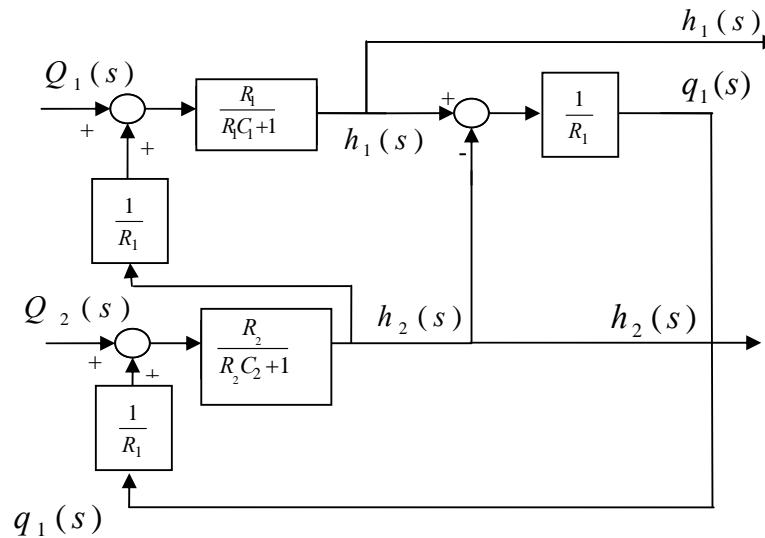 h₁(s)
Q₁(s)
R₁
R₁C₁+1
+
+
h₁(s)
+
-
1
R₁
q₁(s)
1
R₁
Q₂(s)
R₂
R₂C₂+1
+
+
h₂(s)
h₂(s)
1
R₁
q₁(s)